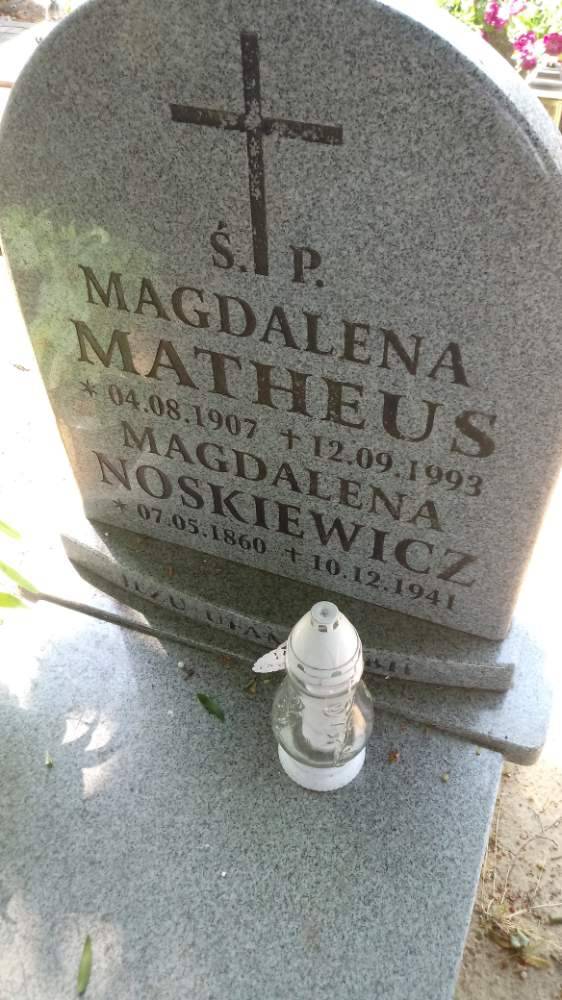 Ś. P.
MAGDALENA
MATHEUS
* 04.08.1907 + 12.09.1993
MAGDALENA
NOSKIEWICZ
* 07.05.1860 + 10.12.1941